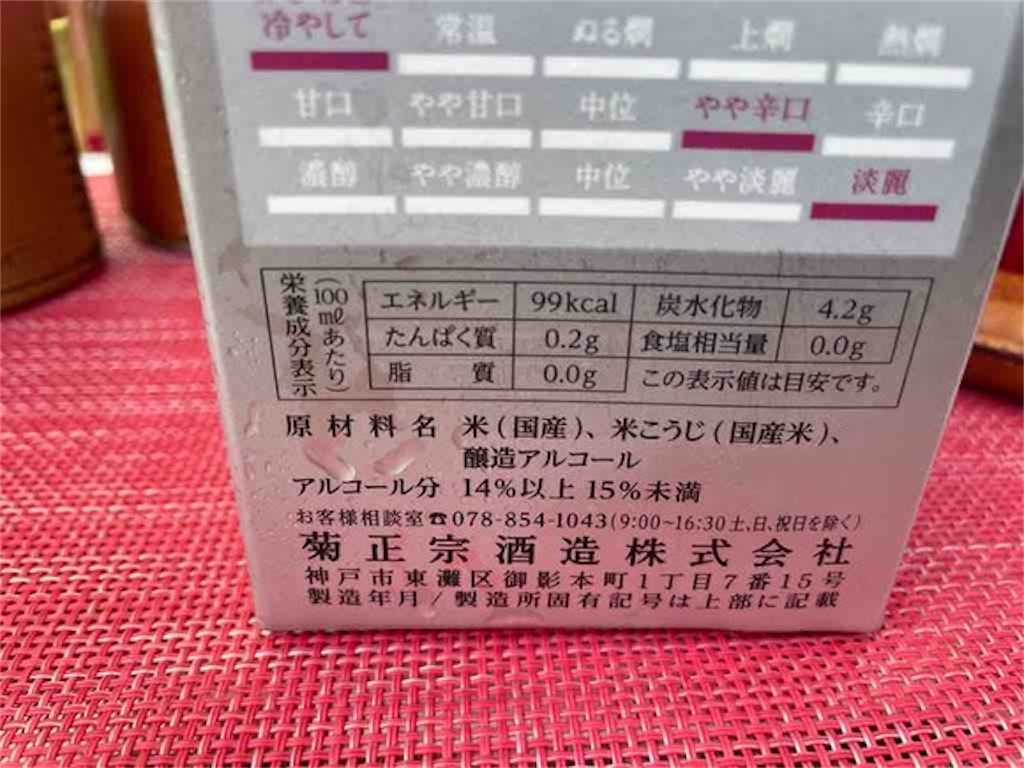 冷やして 常温 ぬる燗 上燗 熱燗
甘口 やや甘口 中位 やや辛口 辛口
濃醇 やや濃醇 中位 やや淡麗 淡麗
栄養成分表示
(100mlあたり)
エネルギー 99kcal 炭水化物 4.2g
たんぱく質 0.2g 食塩相当量 0.0g
脂質 0.0g この表示値は目安です。
原材料名 米(国産)、米こうじ(国産米)、
醸造アルコール
アルコール分 14%以上15%未満
お客様相談室☎078-854-1043(9:00~16:30土、日、祝日を除く)
菊正宗酒造株式会社
神戸市東灘区御影本町1丁目7番15号
製造年月/製造所固有記号は上部に記載